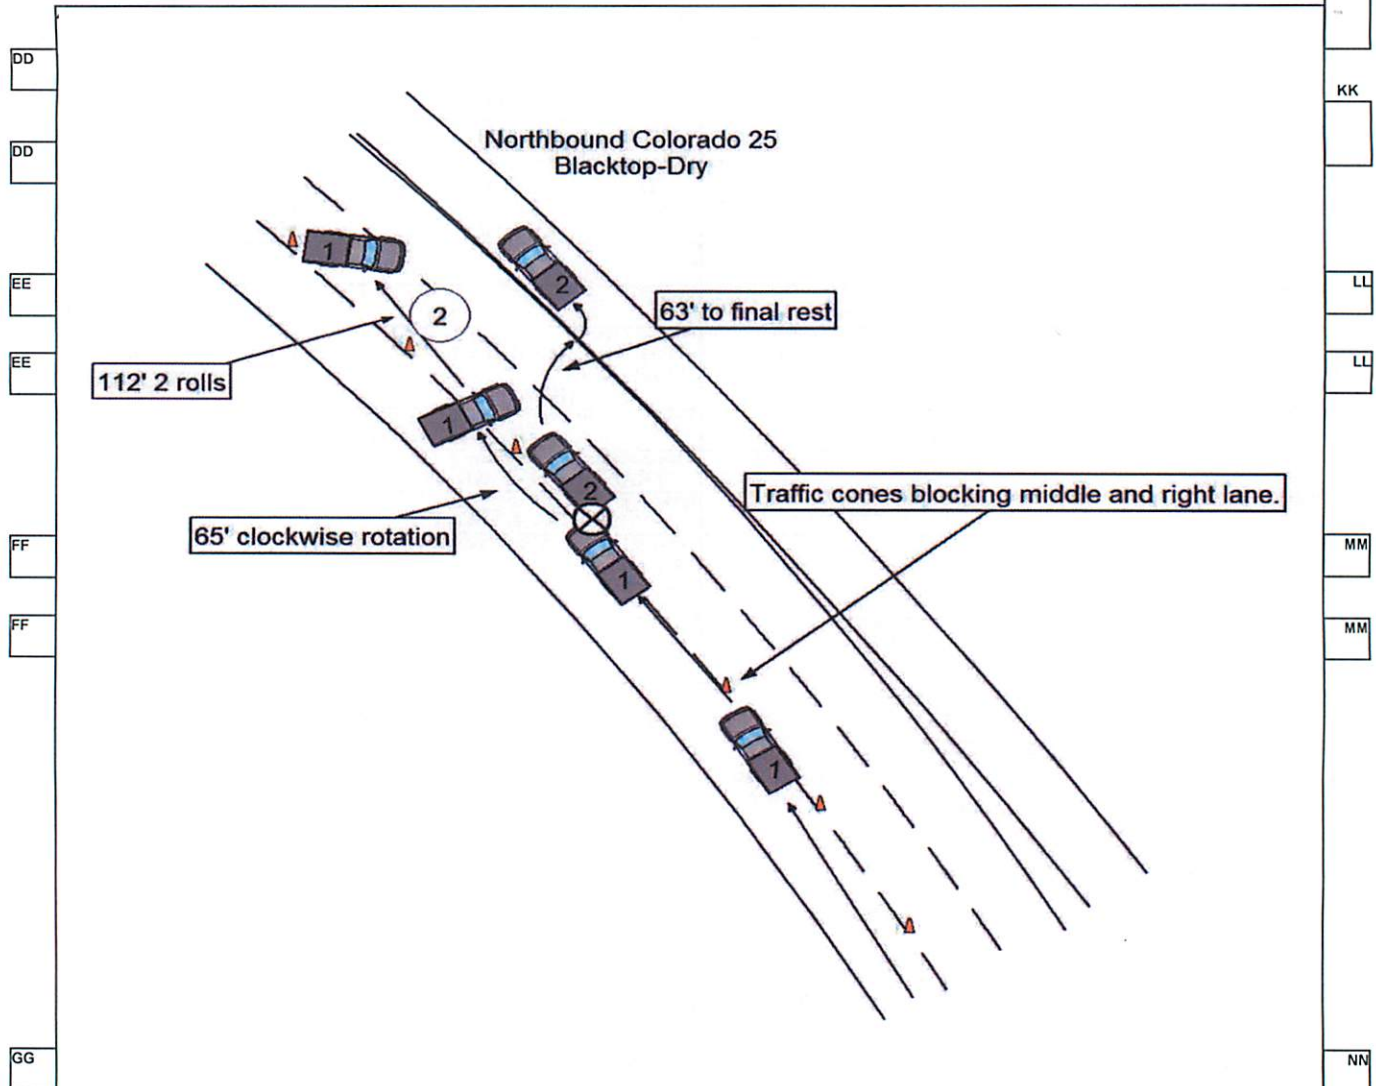 DD
KK
Northbound Colorado 25
Blacktop-Dry
DD
1
2
EE
LL
63' to final rest
2
EE
LL
112' 2 rolls
1
2
Traffic cones blocking middle and right lane.
65' clockwise rotation
FF
MM
1
FF
MM
1
GG
NN